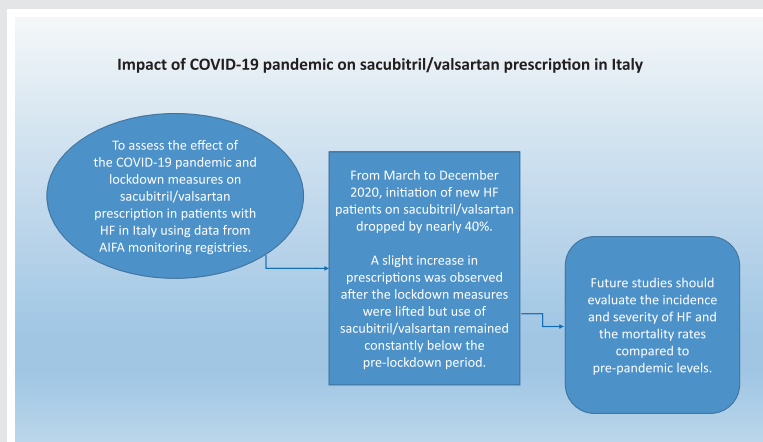 Impact of COVID-19 pandemic on sacubitril/valsartan prescription in Italy
To assess the effect of
the COVID-19 pandemic and
lockdown measures on
sacubitril/valsartan
prescription in patients with
HF in Italy using data from
AIFA monitoring registries.
From March to December
2020, initiation of new HF
patients on sacubitril/valsartan
dropped by nearly 40%.
A slight increase in
prescriptions was observed
after the lockdown measures
were lifted but use of
sacubitril/valsartan remained
constantly below the
pre-lockdown period.
Future studies should
evaluate the incidence
and severity of HF and
the mortality rates
compared to
pre-pandemic levels.